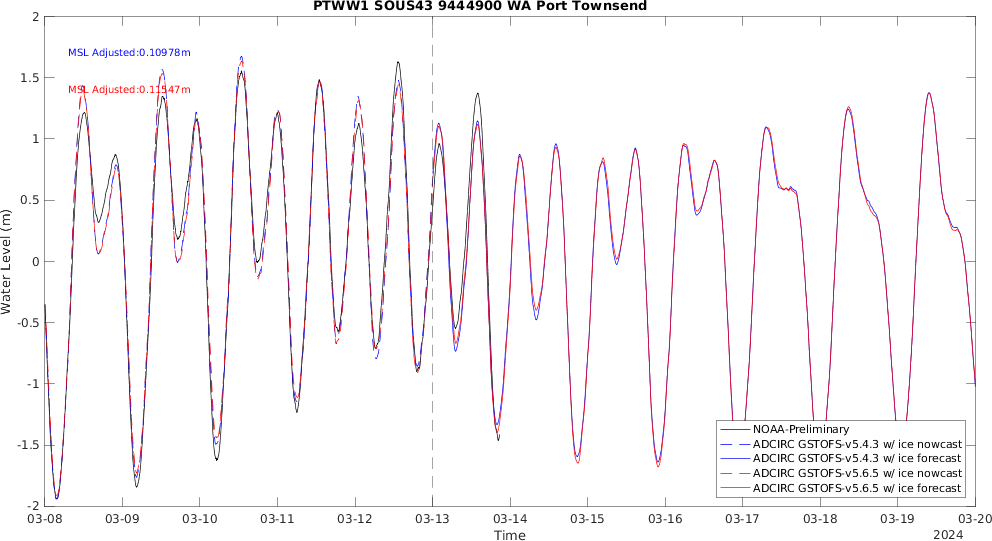 PTWW1 SOUS43 9444900 WA Port Townsend
2
1.5
1
0.5
0
-0.5
-1
-1.5
-2
Water Level (m)
MSL Adjusted:0.10978m
MSL Adjusted:0.11547m
NOAA-Preliminary
ADCIRC GSTOFS-v5.4.3 w/ ice nowcast
ADCIRC GSTOFS-v5.4.3 w/ ice forecast
ADCIRC GSTOFS-v5.6.5 w/ ice nowcast
ADCIRC GSTOFS-v5.6.5 w/ ice forecast
03-08 03-09 03-10 03-11 03-12 03-13 03-14 03-15 03-16 03-17 03-18 03-19 03-20
Time
2024